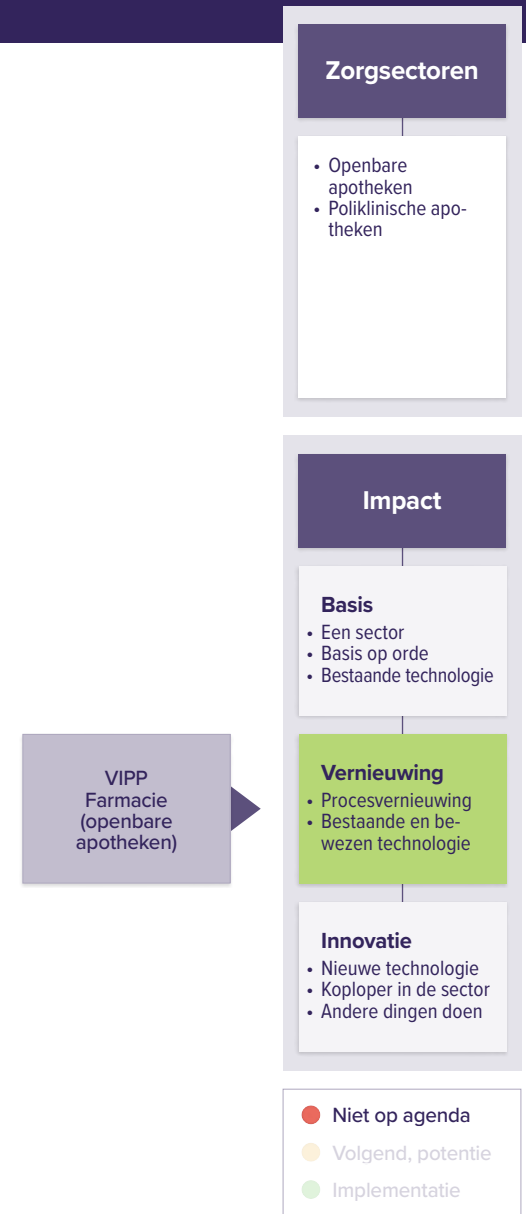 Zorgsectoren
• Openbare
apotheken
• Poliklinische apo-
theken
Impact
Basis
• Een sector
• Basis op orde
• Bestaande technologie
VIPP
Farmacie
(openbare
apotheken)
Vernieuwing
• Procesvernieuwing
• Bestaande en be-
wezen technologie
Innovatie
• Nieuwe technologie
• Koploper in de sector
• Andere dingen doen
Niet op agenda
Volgend, potentie
Implementatie